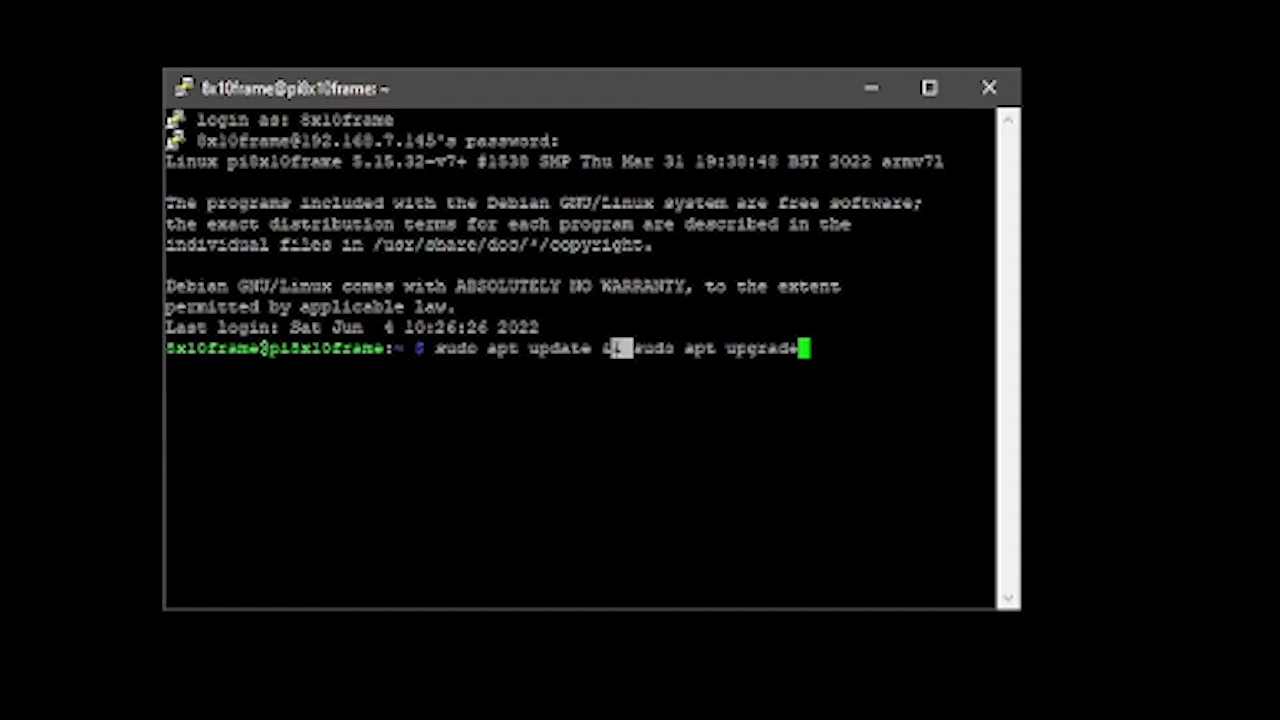 8x10frame@pi8x10frame: ~
login as: 8x10frame
8x10frame@192.168.7.145's password:
Linux pi8x10frame 5.15.32-v7+ #1538 SMP Thu Mar 31 19:38:48 BST 2022 armv7l
The programs included with the Debian GNU/Linux system are free software;
the exact distribution terms for each program are described in the
individual files in /usr/share/doc/*/copyright.
Debian GNU/Linux comes with ABSOLUTELY NO WARRANTY, to the extent
permitted by applicable law.
Last login: Sat Jun  4 10:26:26 2022
8x10frame@pi8x10frame:~ $ sudo apt update && sudo apt upgrade